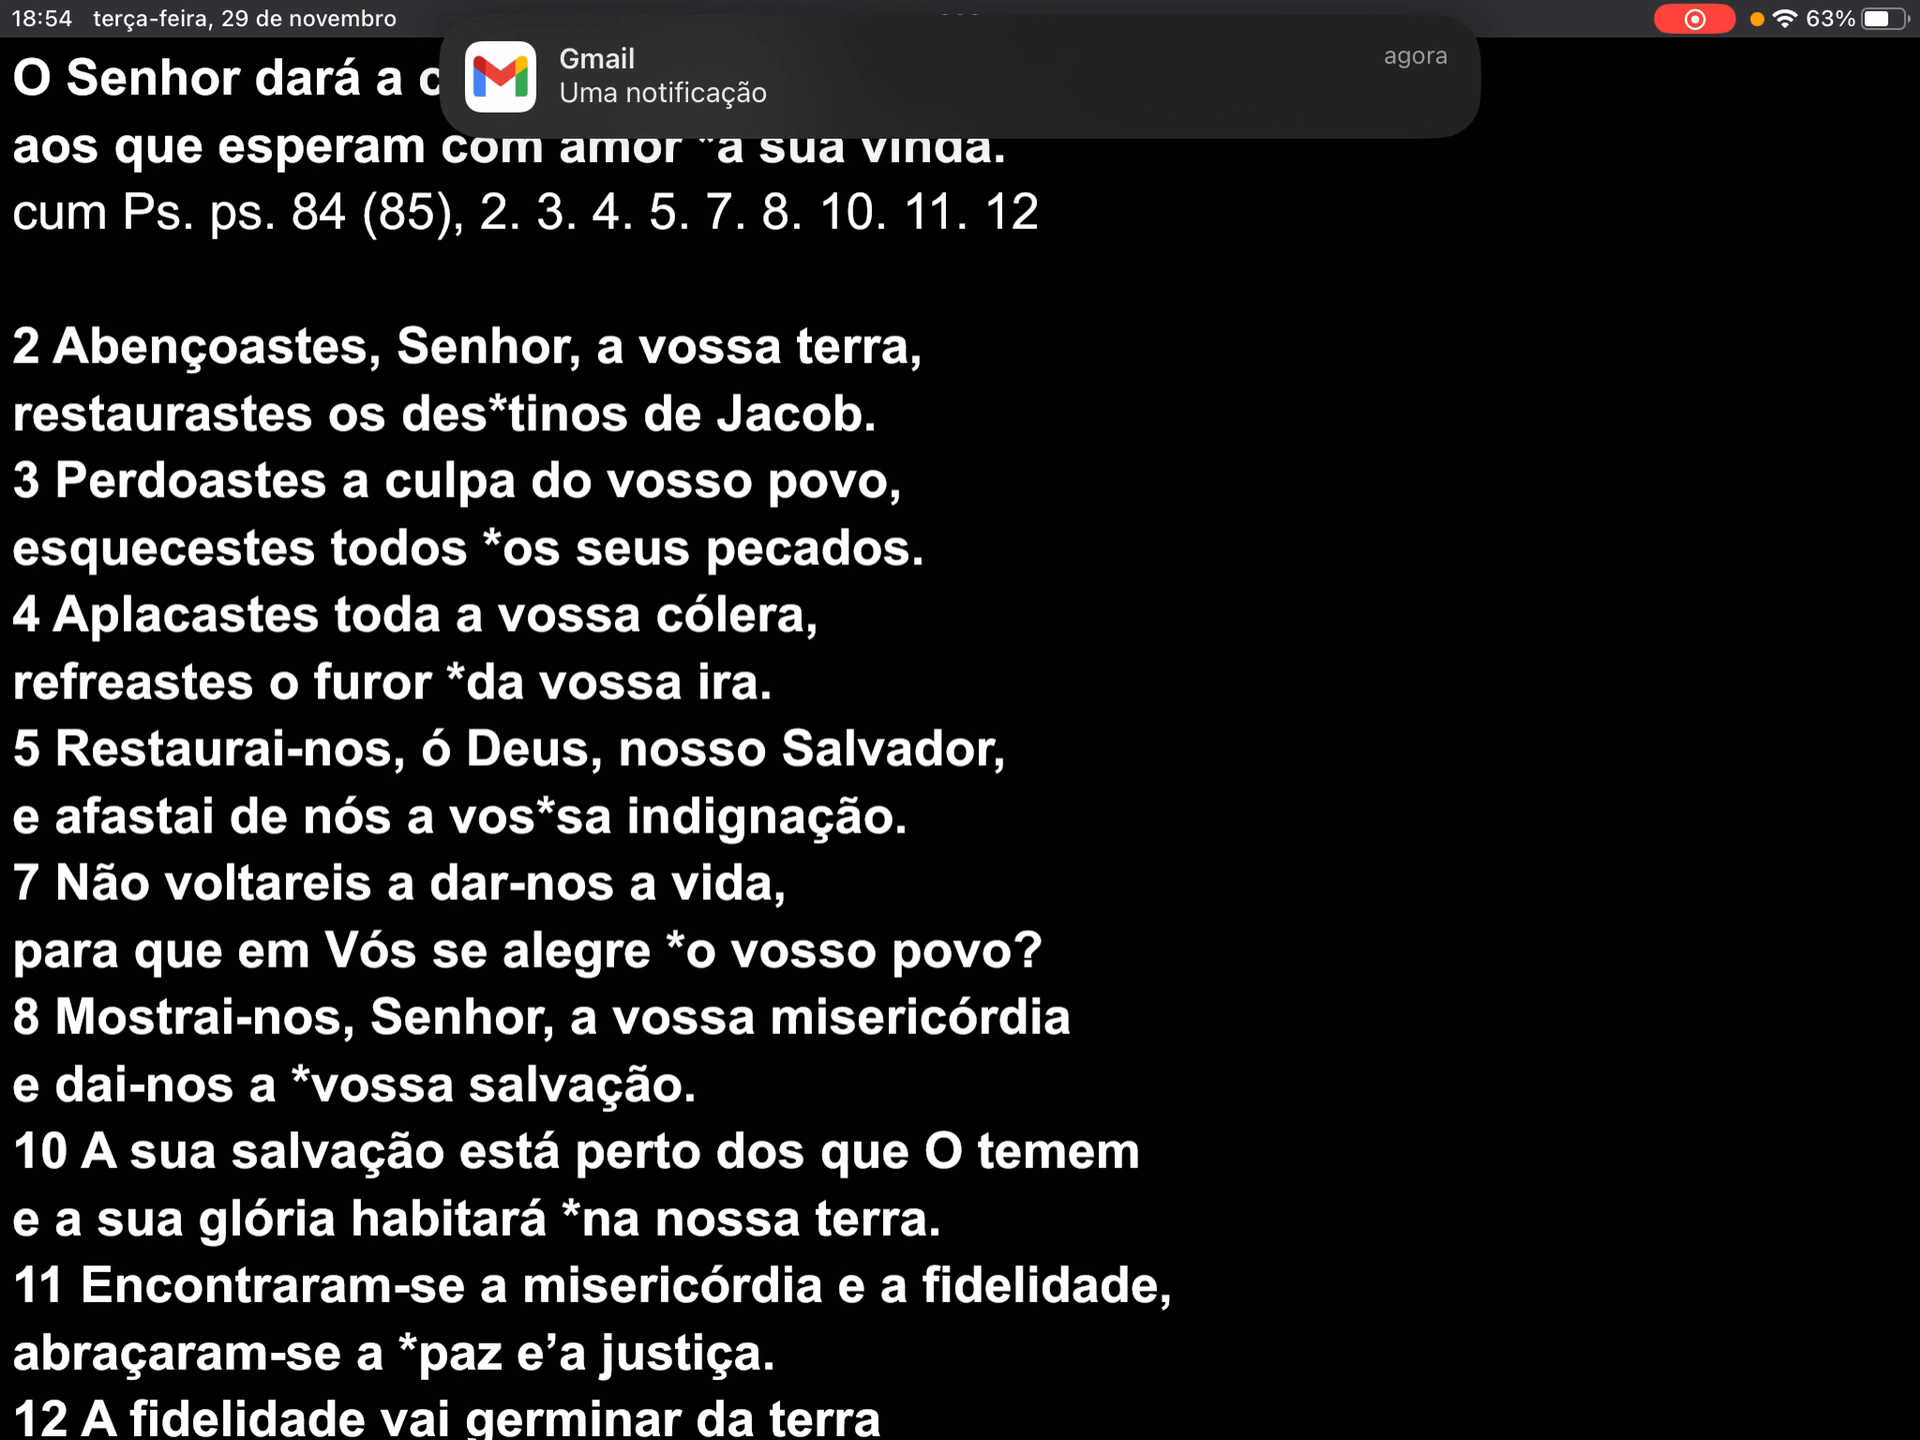 18:54 terça-feira, 29 de novembro
63%
Gmail
agora
Uma notificação
O Senhor dará a
aos que esperam com amor *a sua vinda.
cum Ps. ps. 84 (85), 2. 3. 4. 5. 7. 8. 10. 11. 12
2 Abençoastes, Senhor, a vossa terra,
restaurastes os des*tinos de Jacob.
3 Perdoastes a culpa do vosso povo,
esquecestes todos *os seus pecados.
4 Aplacastes toda a vossa cólera,
refreastes o furor *da vossa ira.
5 Restaurai-nos, ó Deus, nosso Salvador,
e afastai de nós a vos*sa indignação.
7 Não voltareis a dar-nos a vida,
para que em Vós se alegre *o vosso povo?
8 Mostrai-nos, Senhor, a vossa misericórdia
e dai-nos a *vossa salvação.
10 A sua salvação está perto dos que O temem
e a sua glória habitará *na nossa terra.
11 Encontraram-se a misericórdia e a fidelidade,
abraçaram-se a *paz e’a justiça.
12 A fidelidade vai germinar da terra